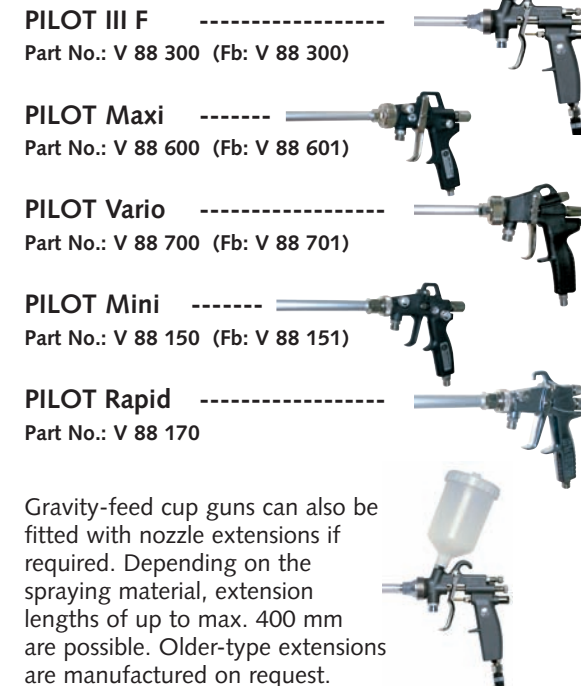 PILOT III F ------------------
Part No.: V 88 300 (Fb: V 88 300)
PILOT Maxi -------
Part No.: V 88 600 (Fb: V 88 601)
PILOT Vario ------------------
Part No.: V 88 700 (Fb: V 88 701)
PILOT Mini -------
Part No.: V 88 150 (Fb: V 88 151)
PILOT Rapid ------------------
Part No.: V 88 170
Gravity-feed cup guns can also be
fitted with nozzle extensions if
required. Depending on the
spraying material, extension
lengths of up to max. 400 mm
are possible. Older-type extensions
are manufactured on request.